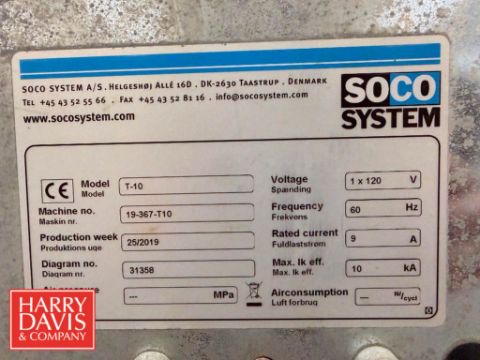 SOCO SYSTEM A/S . HELGESHØJ ALLÉ 16D . DK-2630 TAASTRUP . DENMARK
TEL +45 43 52 55 66 . FAX +45 43 52 81 16 . info@socosystem.com
www.socosystem.com
SOCO
SYSTEM
CE
Model T-10
Model
Machine no. 19-367-T10
Maskin nr.
Production week 25/2019
Produktions uge
Diagram no. 31358
Diagram nr.
Air pressure --- MPa
Voltage 1 x 120 V
Spænding
Frequency 60 Hz
Frekvens
Rated current 9 A
Fuldlaststrøm
Max. Ik eff. 10 kA
Max. Ik eff.
Airconsumption --- Nl/cycl
Luft forbrug
HARRY
DAVIS
& COMPANY